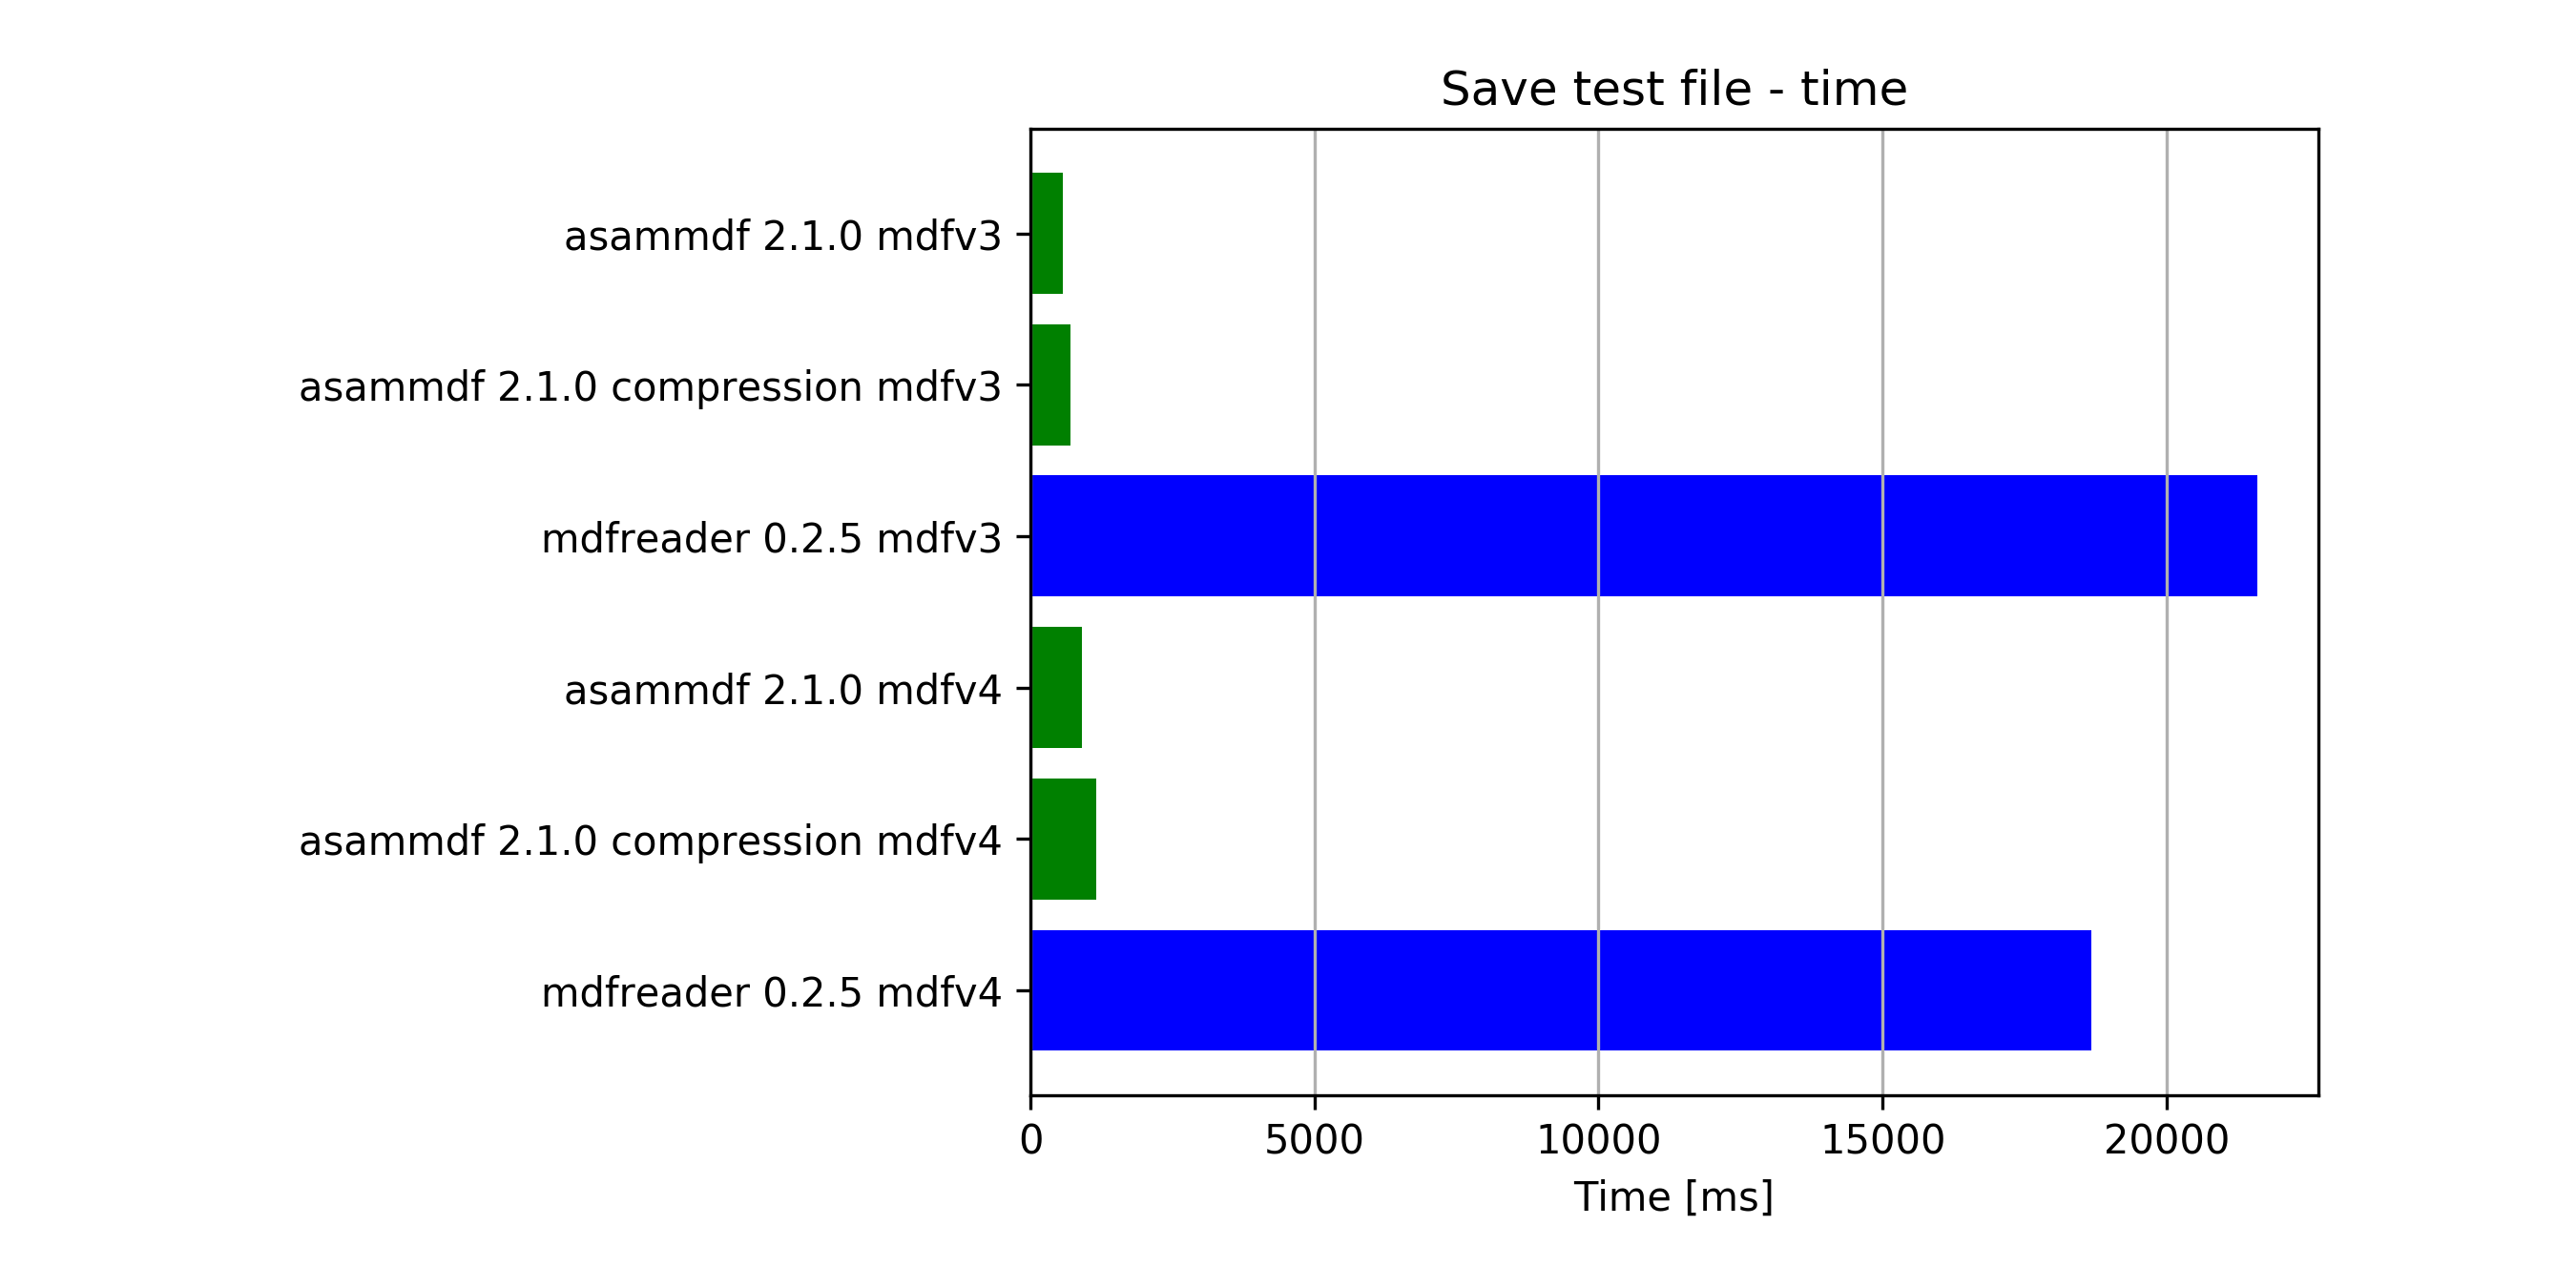 Save test file - time
asammdf 2.1.0 mdfv3
asammdf 2.1.0 compression mdfv3
mdfreader 0.2.5 mdfv3
asammdf 2.1.0 mdfv4
asammdf 2.1.0 compression mdfv4
mdfreader 0.2.5 mdfv4
0 5000 10000 15000 20000
Time [ms]